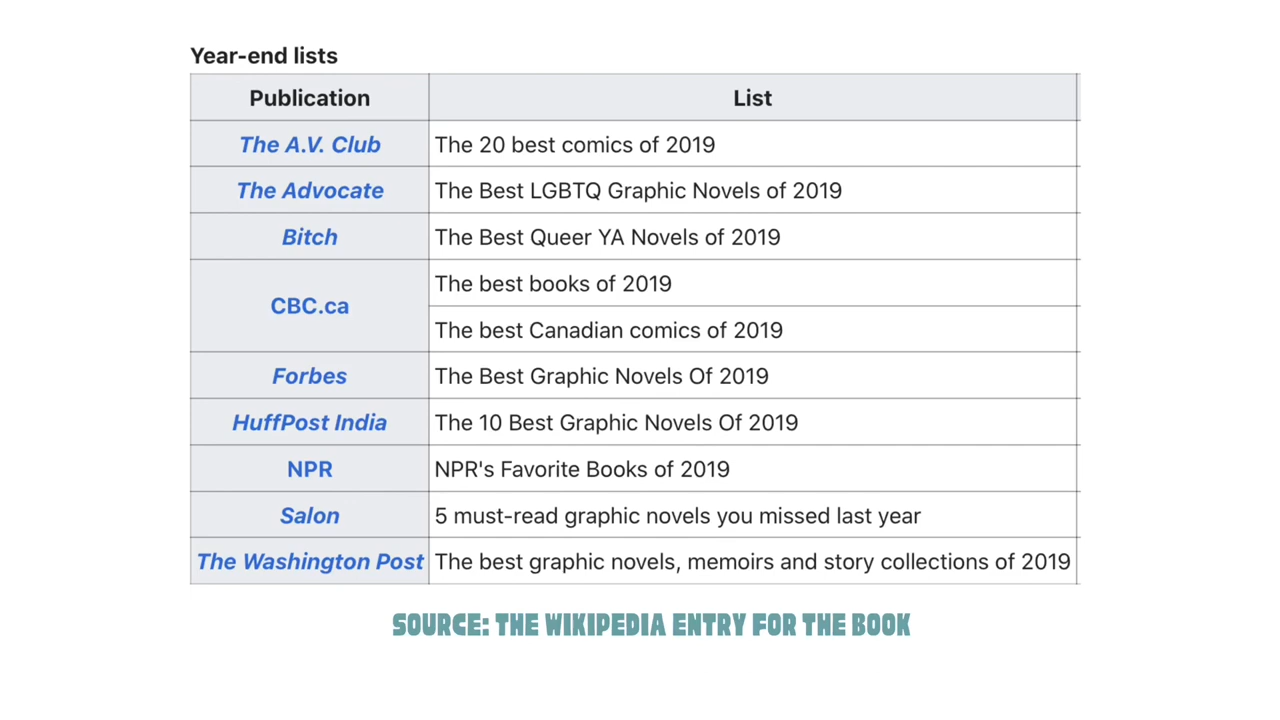 Year-end lists
Publication List
The A.V. Club The 20 best comics of 2019
The Advocate The Best LGBTQ Graphic Novels of 2019
Bitch The Best Queer YA Novels of 2019
CBC.ca The best books of 2019
The best Canadian comics of 2019
Forbes The Best Graphic Novels Of 2019
HuffPost India The 10 Best Graphic Novels Of 2019
NPR NPR's Favorite Books of 2019
Salon 5 must-read graphic novels you missed last year
The Washington Post The best graphic novels, memoirs and story collections of 2019
SOURCE: THE WIKIPEDIA ENTRY FOR THE BOOK